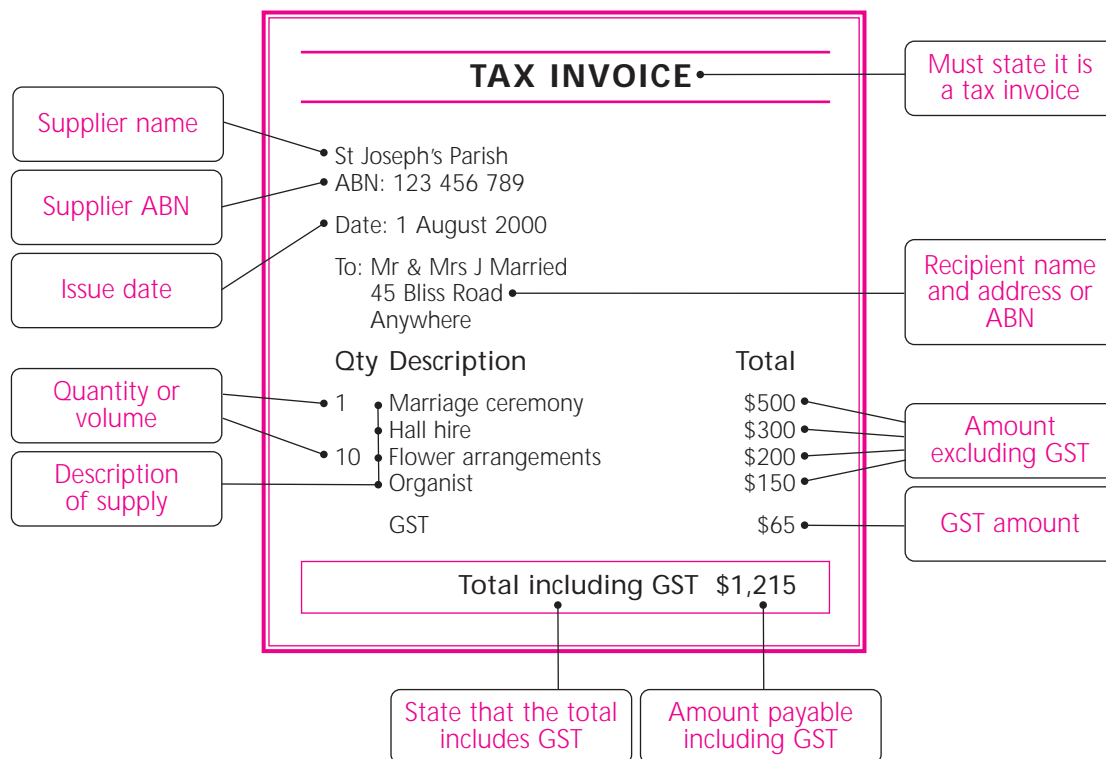 TAX INVOICE
Must state it is
a tax invoice
Supplier name
St Joseph's Parish
Supplier ABN
ABN: 123 456 789
Issue date
Date: 1 August 2000
To: Mr & Mrs J Married
45 Bliss Road
Anywhere
Recipient name
and address or
ABN
Qty Description Total
Quantity or
volume
1 Marriage ceremony $500
Hall hire $300
10 Flower arrangements $200
Organist $150
Amount
excluding GST
Description
of supply
GST $65
GST amount
Total including GST $1,215
State that the total
includes GST
Amount payable
including GST